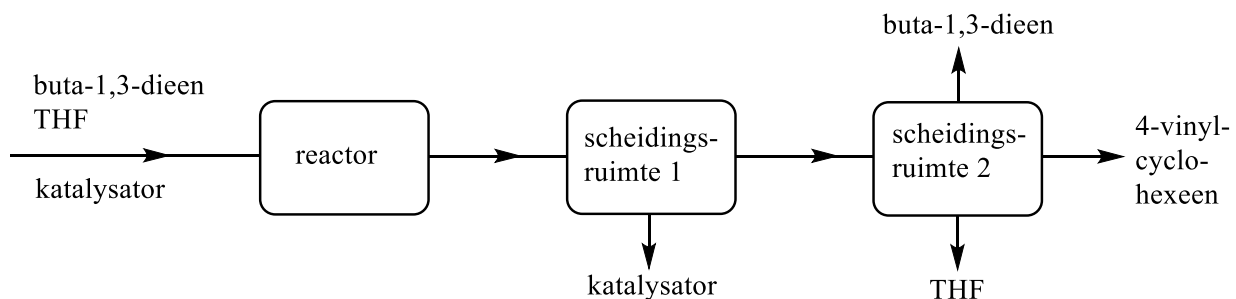 buta-1,3-dieen
THF
katalysator
reactor
scheidings-
ruimte 1
katalysator
buta-1,3-dieen
scheidings-
ruimte 2
THF
4-vinyl-
cyclo-
hexeen